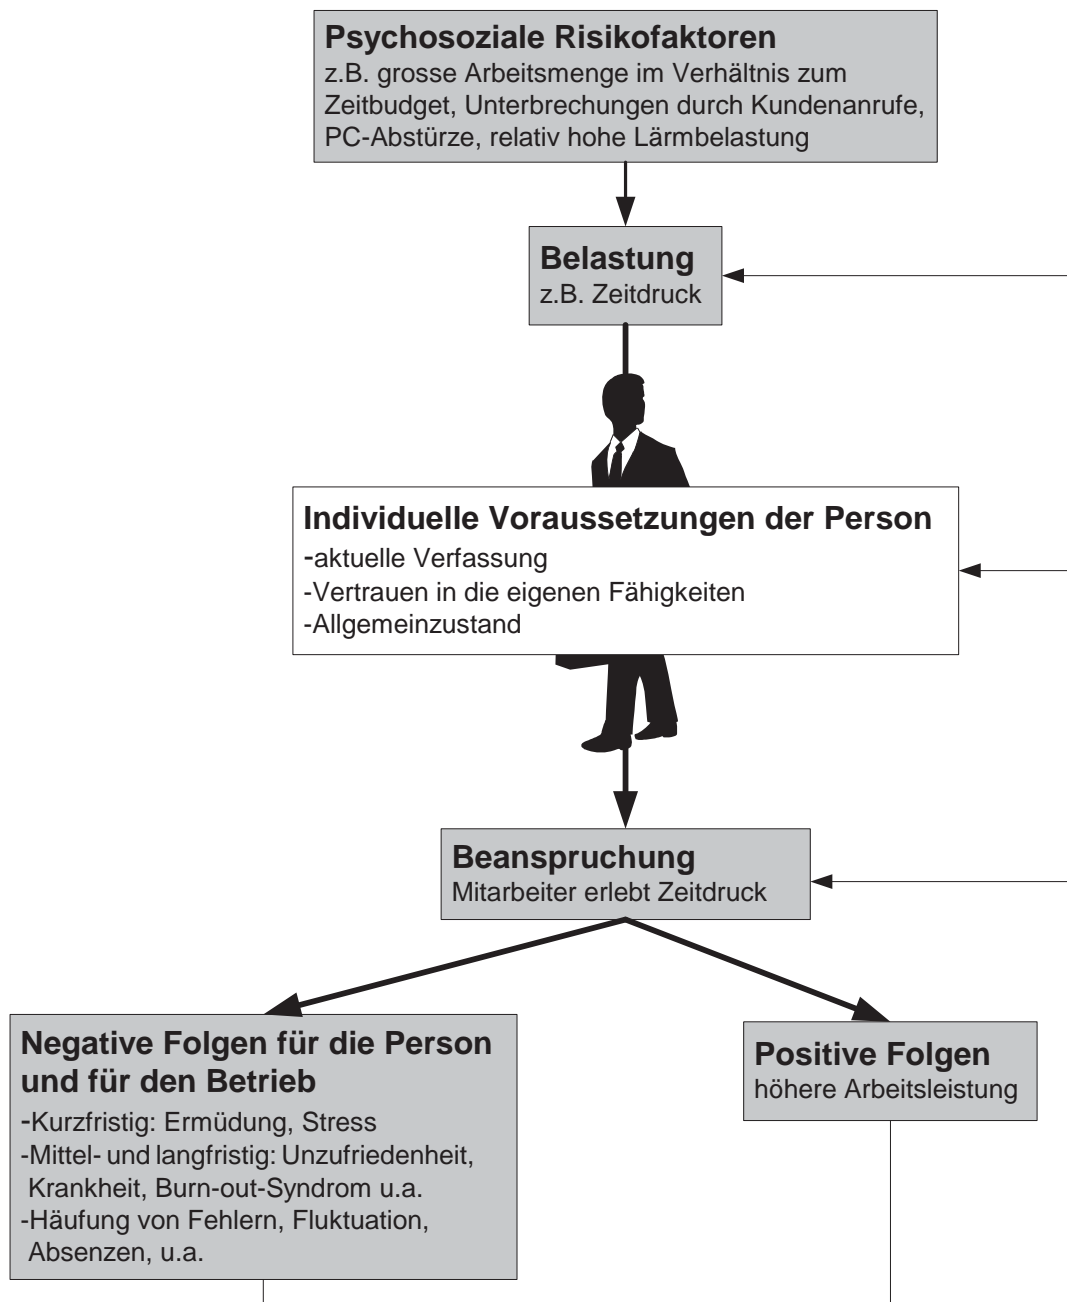 Psychosoziale Risikofaktoren
z.B. grosse Arbeitsmenge im Verhältnis zum
Zeitbudget, Unterbrechungen durch Kundenanrufe,
PC-Abstürze, relativ hohe Lärmbelastung
Belastung
z.B. Zeitdruck
Individuelle Voraussetzungen der Person
-aktuelle Verfassung
-Vertrauen in die eigenen Fähigkeiten
-Allgemeinzustand
Beanspruchung
Mitarbeiter erlebt Zeitdruck
Negative Folgen für die Person
und für den Betrieb
-Kurzfristig: Ermüdung, Stress
-Mittel- und langfristig: Unzufriedenheit,
Krankheit, Burn-out-Syndrom u.a.
-Häufung von Fehlern, Fluktuation,
Absenzen, u.a.
Positive Folgen
höhere Arbeitsleistung